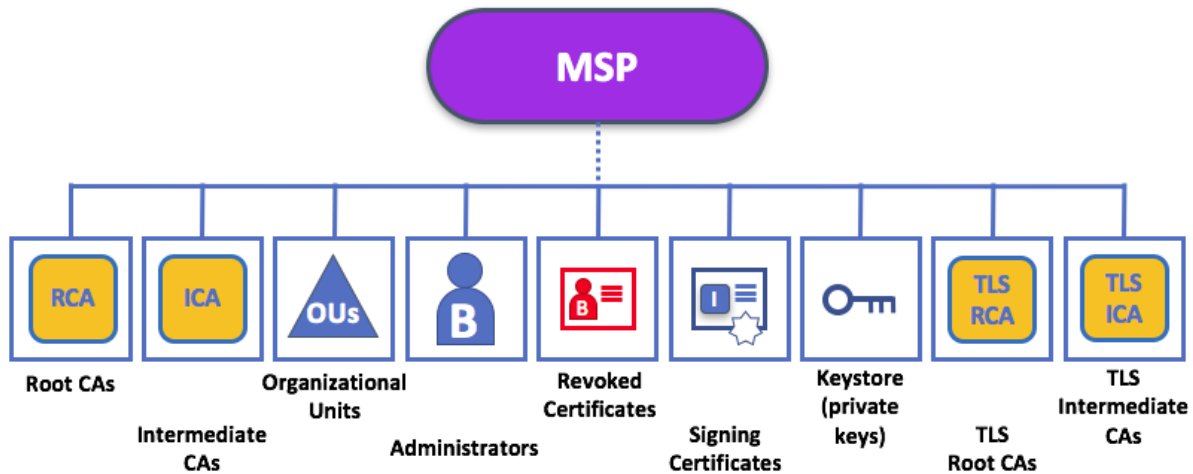 MSP
RCA
ICA
OUs
B
B
I
TLS
RCA
TLS
ICA
Root CAs
Intermediate
CAs
Organizational
Units
Administrators
Revoked
Certificates
Signing
Certificates
Keystore
(private
keys)
TLS
Root CAs
TLS
Intermediate
CAs